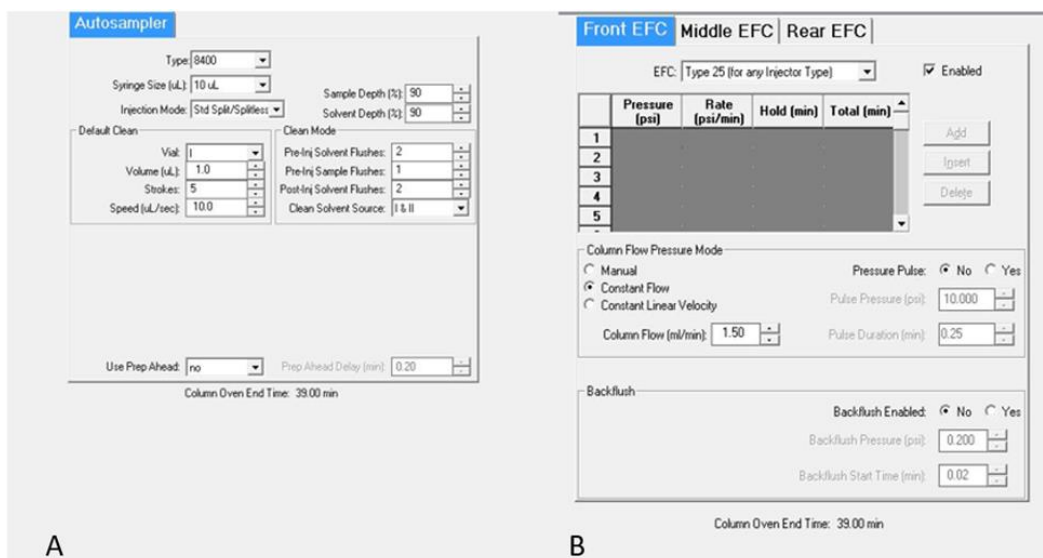 Autosampler
Type: 8400
Syringe Size (uL): 10 uL
Injection Mode: Std Split/Splitless
Sample Depth (%): 90
Solvent Depth (%): 90
Default Clean
Vial: I
Volume (uL): 1.0
Strokes: 5
Speed (uL/sec): 10.0
Clean Mode
Pre-Inj Solvent Flushes: 2
Pre-Inj Sample Flushes: 1
Post-Inj Solvent Flushes: 2
Clean Solvent Source: I & II
Use Prep Ahead: no
Prep Ahead Delay (min): 0.20
Column Oven End Time: 39.00 min
A
Front EFC Middle EFC Rear EFC
EFC: Type 25 (for any Injector Type)
Enabled
Pressure (psi) Rate (psi/min) Hold (min) Total (min)
1
2
3
4
5
Add
Insert
Delete
Column Flow Pressure Mode
Manual
Constant Flow
Constant Linear Velocity
Column Flow (ml/min): 1.50
Pressure Pulse: No Yes
Pulse Pressure (psi): 10.000
Pulse Duration (min): 0.25
Backflush
Backflush Enabled: No Yes
Backflush Pressure (psi): 0.200
Backflush Start Time (min): 0.02
Column Oven End Time: 39.00 min
B